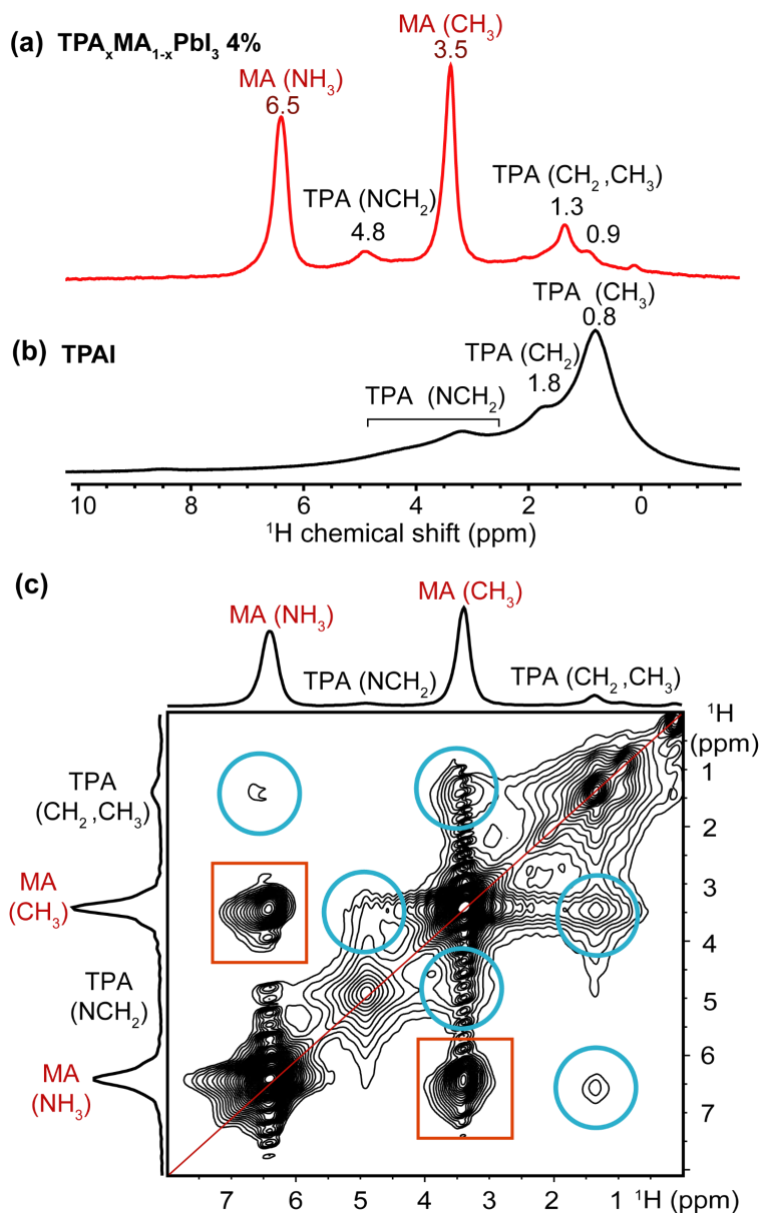 (a) TPAₓMA₁₋ₓPbI₃ 4%
MA (CH₃)
3.5
MA (NH₃)
6.5
TPA (NCH₂)
4.8
TPA (CH₂,CH₃)
1.3
0.9
(b) TPAI
TPA (CH₃)
0.8
TPA (CH₂)
1.8
TPA (NCH₂)
10 8 6 4 2 0
¹H chemical shift (ppm)
(c)
MA (NH₃)
TPA (NCH₂)
MA (CH₃)
TPA (CH₂,CH₃)
¹H
(ppm)
TPA
(CH₂,CH₃)
MA
(CH₃)
TPA
(NCH₂)
MA
(NH₃)
1
2
3
4
5
6
7
7 6 5 4 3 2 1 ¹H (ppm)